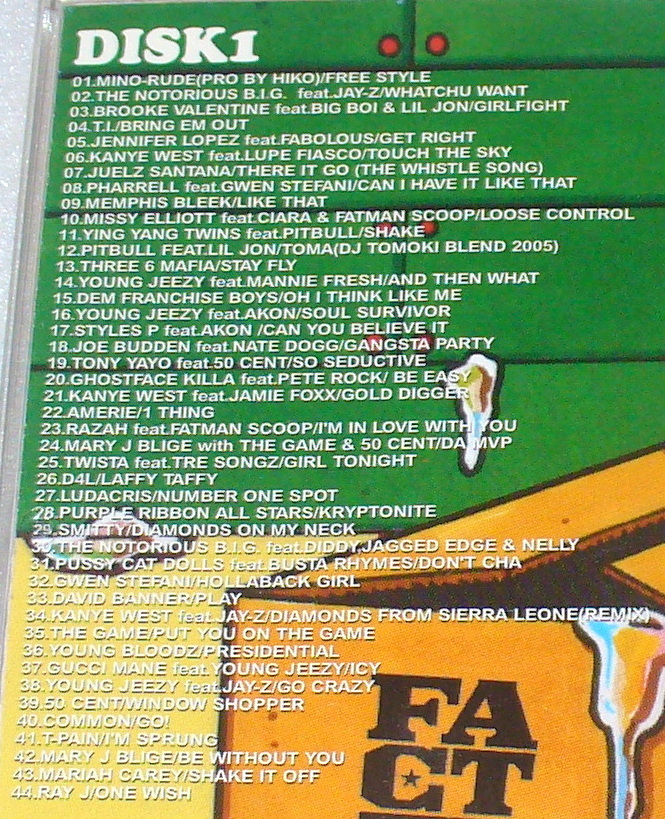 DISK1
01.MINO-RUDE(PRO BY HIKO)/FREE STYLE
02.THE NOTORIOUS B.I.G. feat.JAY-Z/WHATCHU WANT
03.BROOKE VALENTINE feat.BIG BOI & LIL JON/GIRLFIGHT
04.T.I./BRING EM OUT
05.JENNIFER LOPEZ feat.FABOLOUS/GET RIGHT
06.KANYE WEST feat.LUPE FIASCO/TOUCH THE SKY
07.JUELZ SANTANA/THERE IT GO (THE WHISTLE SONG)
08.PHARRELL feat.GWEN STEFANI/CAN I HAVE IT LIKE THAT
09.MEMPHIS BLEEK/LIKE THAT
10.MISSY ELLIOTT feat.CIARA & FATMAN SCOOP/LOOSE CONTROL
11.YING YANG TWINS feat.PITBULL/SHAKE
12.PITBULL FEAT.LIL JON/TOMA(DJ TOMOKI BLEND 2005)
13.THREE 6 MAFIA/STAY FLY
14.YOUNG JEEZY feat.MANNIE FRESH/AND THEN WHAT
15.DEM FRANCHISE BOYS/OH I THINK LIKE ME
16.YOUNG JEEZY feat.AKON/SOUL SURVIVOR
17.STYLES P feat.AKON /CAN YOU BELIEVE IT
18.JOE BUDDEN feat.NATE DOGG/GANGSTA PARTY
19.TONY YAYO feat.50 CENT/SO SEDUCTIVE
20.GHOSTFACE KILLA feat.PETE ROCK/ BE EASY
21.KANYE WEST feat.JAMIE FOXX/GOLD DIGGER
22.AMERIE/1 THING
23.RAZAH feat.FATMAN SCOOP/I'M IN LOVE WITH YOU
24.MARY J BLIGE with THE GAME & 50 CENT/DA MVP
25.TWISTA feat.TRE SONGZ/GIRL TONIGHT
26.D4L/LAFFY TAFFY
27.LUDACRIS/NUMBER ONE SPOT
28.PURPLE RIBBON ALL STARS/KRYPTONITE
29.SMITTY/DIAMONDS ON MY NECK
30.THE NOTORIOUS B.I.G. feat.DIDDY,JAGGED EDGE & NELLY
31.PUSSY CAT DOLLS feat.BUSTA RHYMES/DON'T CHA
32.GWEN STEFANI/HOLLABACK GIRL
33.DAVID BANNER/PLAY
34.KANYE WEST feat.JAY-Z/DIAMONDS FROM SIERRA LEONE(REMIX)
35.THE GAME/PUT YOU ON THE GAME
36.YOUNG BLOODZ/PRESIDENTIAL
37.GUCCI MANE feat.YOUNG JEEZY/ICY
38.YOUNG JEEZY feat.JAY-Z/GO CRAZY
39.50 CENT/WINDOW SHOPPER
40.COMMON/GO!
41.T-PAIN/I'M SPRUNG
42.MARY J BLIGE/BE WITHOUT YOU
43.MARIAH CAREY/SHAKE IT OFF
44.RAY J/ONE WISH
FA
CT